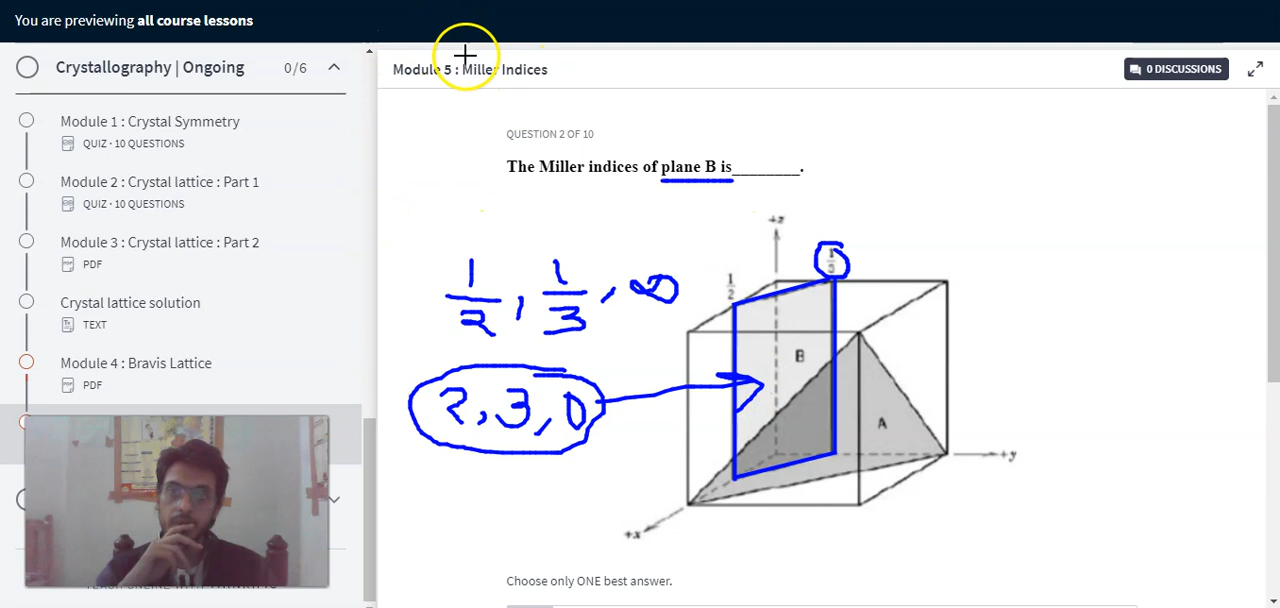 You are previewing all course lessons
Crystallography | Ongoing 0/6
Module 1 : Crystal Symmetry
QUIZ · 10 QUESTIONS
Module 2 : Crystal lattice : Part 1
QUIZ · 10 QUESTIONS
Module 3 : Crystal lattice : Part 2
PDF
Crystal lattice solution
TEXT
Module 4 : Bravis Lattice
PDF
Module 5 : Miller Indices
0 DISCUSSIONS
QUESTION 2 OF 10
The Miller indices of plane B is________.
1/2, 1/3, ∞
2, 3, 0
+z
1/2
1/3
B
A
+y
+x
Choose only ONE best answer.